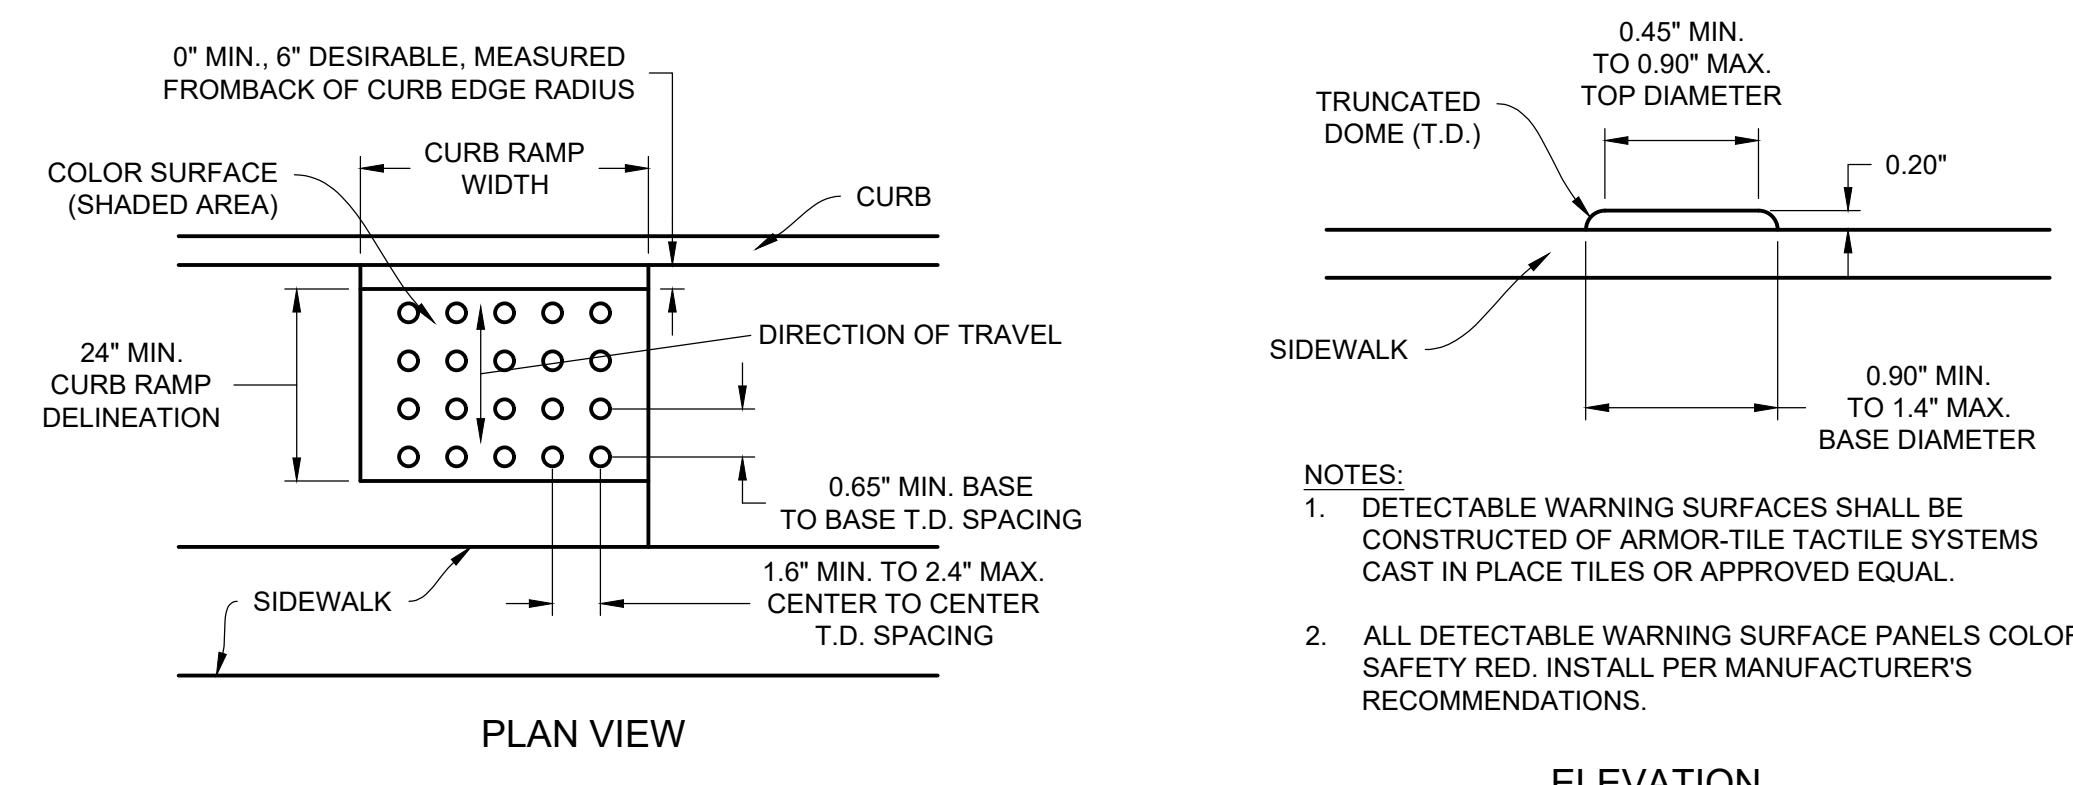 0" MIN., 6" DESIRABLE, MEASURED
FROMBACK OF CURB EDGE RADIUS
COLOR SURFACE
(SHADED AREA)
CURB RAMP
WIDTH
CURB
24" MIN.
CURB RAMP
DELINEATION
DIRECTION OF TRAVEL
0.65" MIN. BASE
TO BASE T.D. SPACING
1.6" MIN. TO 2.4" MAX.
CENTER TO CENTER
T.D. SPACING
SIDEWALK
PLAN VIEW
0.45" MIN.
TO 0.90" MAX.
TOP DIAMETER
TRUNCATED
DOME (T.D.)
0.20"
SIDEWALK
0.90" MIN.
TO 1.4" MAX.
BASE DIAMETER
NOTES:
1. DETECTABLE WARNING SURFACES SHALL BE
CONSTRUCTED OF ARMOR-TILE TACTILE SYSTEMS
CAST IN PLACE TILES OR APPROVED EQUAL.
2. ALL DETECTABLE WARNING SURFACE PANELS COLOR
SAFETY RED. INSTALL PER MANUFACTURER'S
RECOMMENDATIONS.
ELEVATION